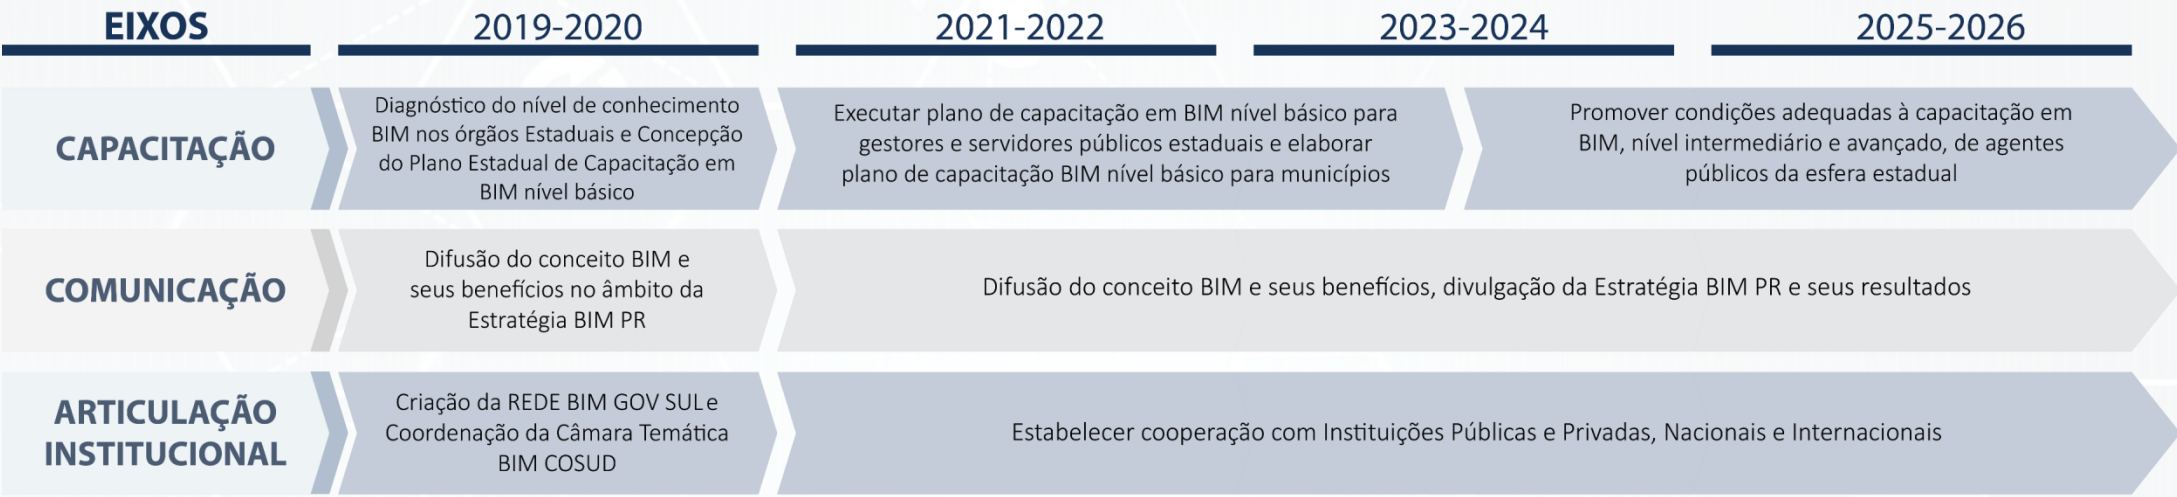 EIXOS
2019-2020
2021-2022
2023-2024
2025-2026
CAPACITAÇÃO
Diagnóstico do nível de conhecimento
BIM nos órgãos Estaduais e Concepção
do Plano Estadual de Capacitação em
BIM nível básico
Executar plano de capacitação em BIM nível básico para
gestores e servidores públicos estaduais e elaborar
plano de capacitação BIM nível básico para municípios
Promover condições adequadas à capacitação em
BIM, nível intermediário e avançado, de agentes
públicos da esfera estadual
COMUNICAÇÃO
Difusão do conceito BIM e
seus benefícios no âmbito da
Estratégia BIM PR
Difusão do conceito BIM e seus benefícios, divulgação da Estratégia BIM PR e seus resultados
ARTICULAÇÃO
INSTITUCIONAL
Criação da REDE BIM GOV SUL e
Coordenação da Câmara Temática
BIM COSUD
Estabelecer cooperação com Instituições Públicas e Privadas, Nacionais e Internacionais